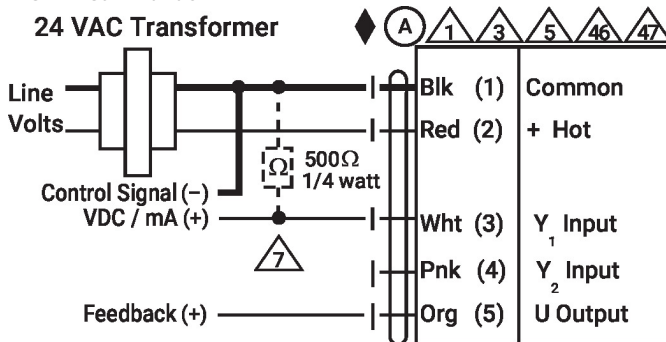 24 VAC Transformer
A 1 3 5 46 47
Line
Volts
Blk (1) Common
Red (2) + Hot
Ω 500Ω
1/4 watt
Control Signal (−)
VDC / mA (+)
Wht (3) Y1 Input
7
Pnk (4) Y2 Input
Feedback (+)
Org (5) U Output